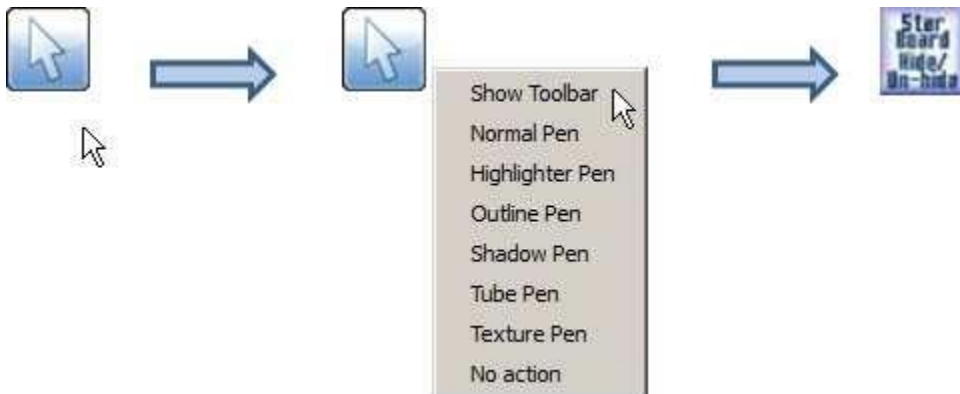 Show Toolbar
Normal Pen
Highlighter Pen
Outline Pen
Shadow Pen
Tube Pen
Texture Pen
No action
Star
Board
Hide/
Un-hide